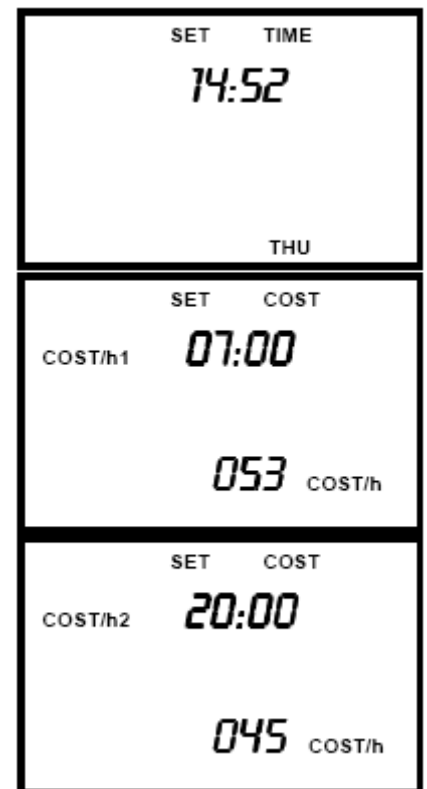 SET TIME
14:52
THU
SET COST
COST/h1 07:00
053 COST/h
SET COST
COST/h2 20:00
045 COST/h